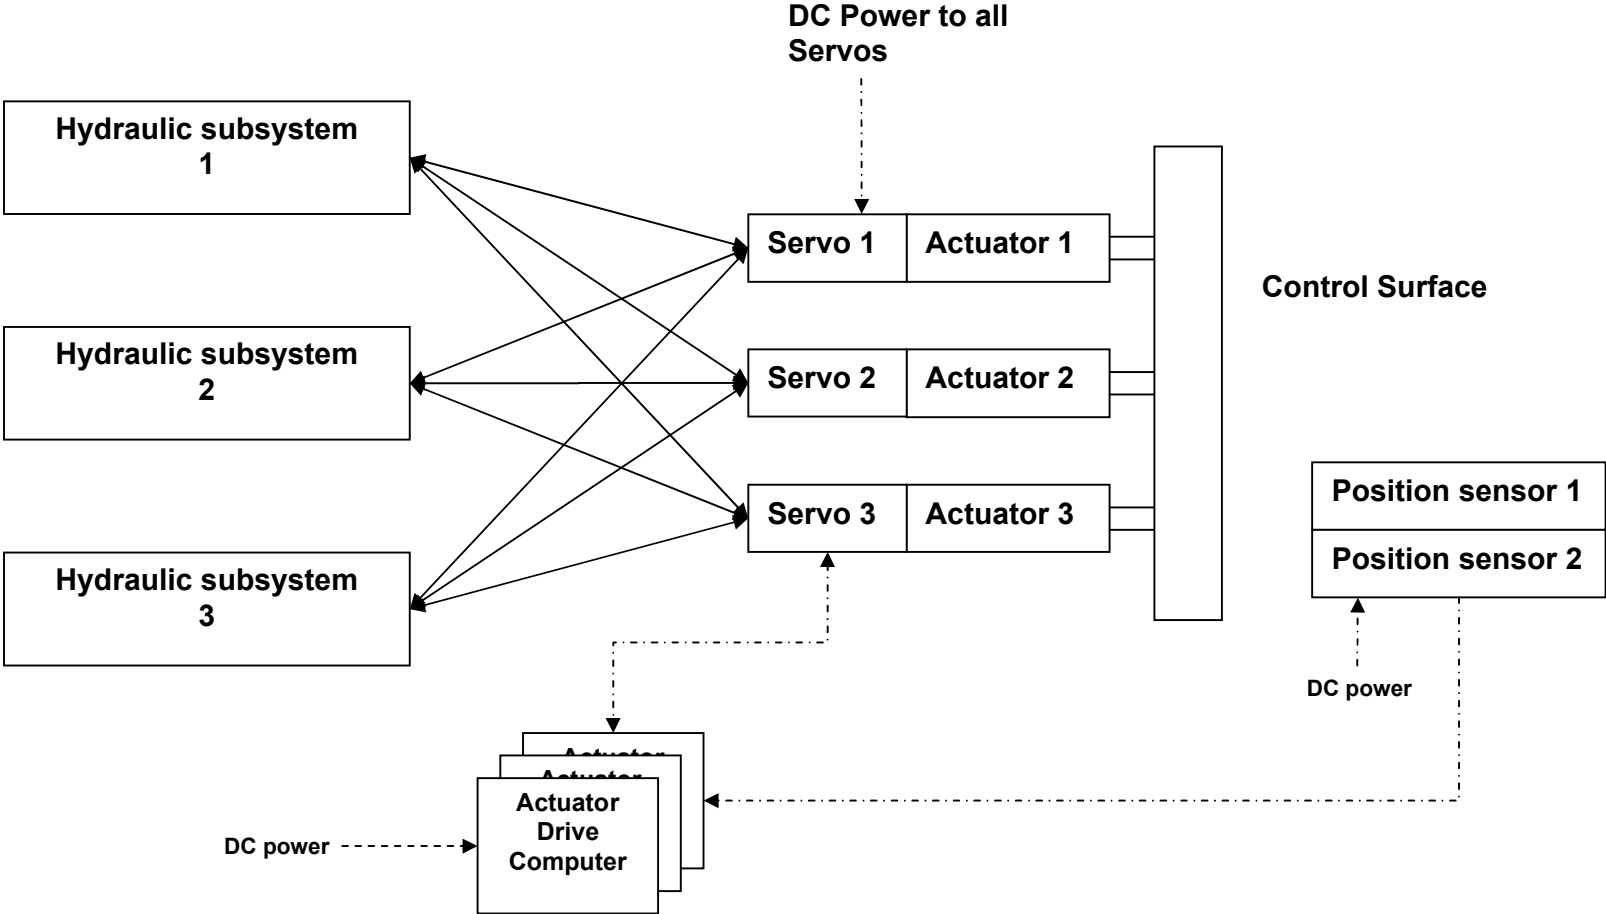 DC Power to all
Servos
Hydraulic subsystem
1
Servo 1
Actuator 1
Control Surface
Hydraulic subsystem
2
Servo 2
Actuator 2
Servo 3
Actuator 3
Position sensor 1
Position sensor 2
Hydraulic subsystem
3
DC power
Actuator
Actuator
Actuator
Drive
Computer
DC power